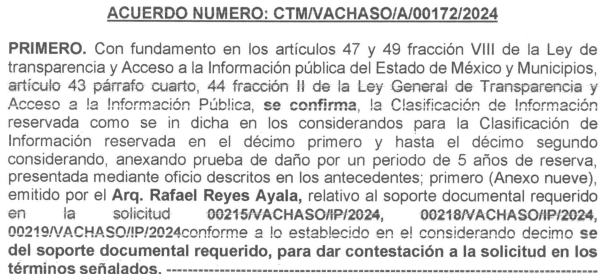 ACUERDO NUMERO: CTM/VACHASO/A/00172/2024
PRIMERO. Con fundamento en los artículos 47 y 49 fracción VIII de la Ley de
transparencia y Acceso a la Información pública del Estado de México y Municipios,
artículo 43 párrafo cuarto, 44 fracción II de la Ley General de Transparencia y
Acceso a la Información Pública, se confirma, la Clasificación de Información
reservada como se in dicha en los considerandos para la Clasificación de
Información reservada en el décimo primero y hasta el décimo segundo
considerando, anexando prueba de daño por un periodo de 5 años de reserva,
presentada mediante oficio descritos en los antecedentes; primero (Anexo nueve),
emitido por el Arq. Rafael Reyes Ayala, relativo al soporte documental requerido
en la solicitud 00215/VACHASO/IP/2024, 00218/VACHASO/IP/2024,
00219/VACHASO/IP/2024conforme a lo establecido en el considerando decimo se
del soporte documental requerido, para dar contestación a la solicitud en los
términos señalados. ------------------------------------------------------------